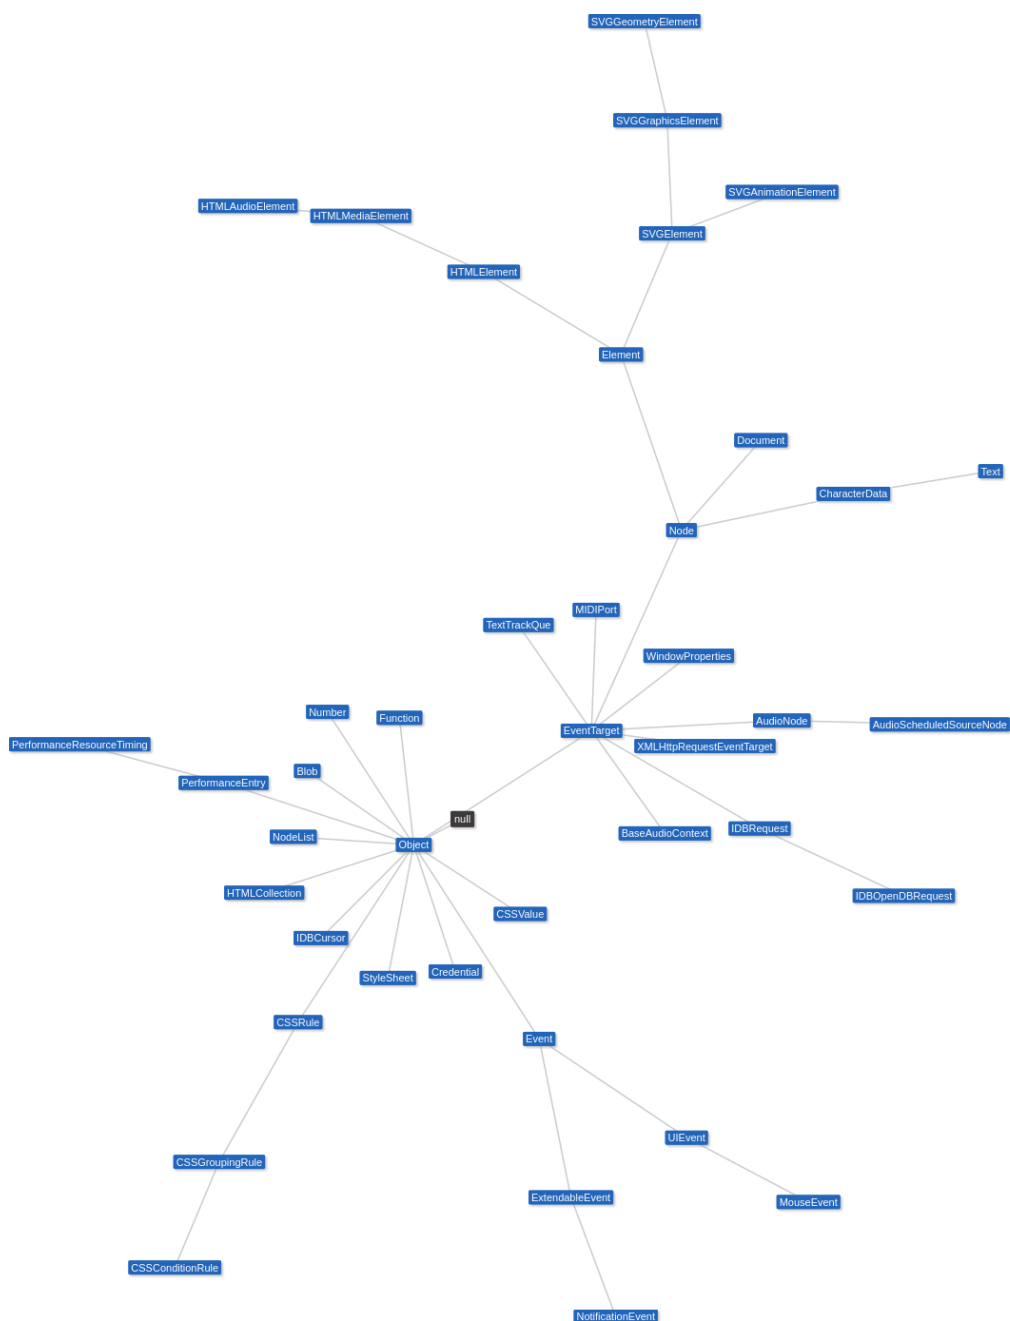 SVGGeometryElement
SVGGraphicsElement
SVGAnimationElement
HTMLAudioElement
HTMLMediaElement
SVGElement
HTMLElement
Element
Document
Text
CharacterData
Node
MIDIPort
TextTrackQue
WindowProperties
Number
Function
AudioNode
AudioScheduledSourceNode
EventTarget
PerformanceResourceTiming
XMLHttpRequestEventTarget
Blob
PerformanceEntry
null
IDBRequest
BaseAudioContext
NodeList
Object
HTMLCollection
IDBOpenDBRequest
CSSValue
IDBCursor
Credential
StyleSheet
CSSRule
Event
UIEvent
CSSGroupingRule
ExtendableEvent
MouseEvent
CSSConditionRule
NotificationEvent